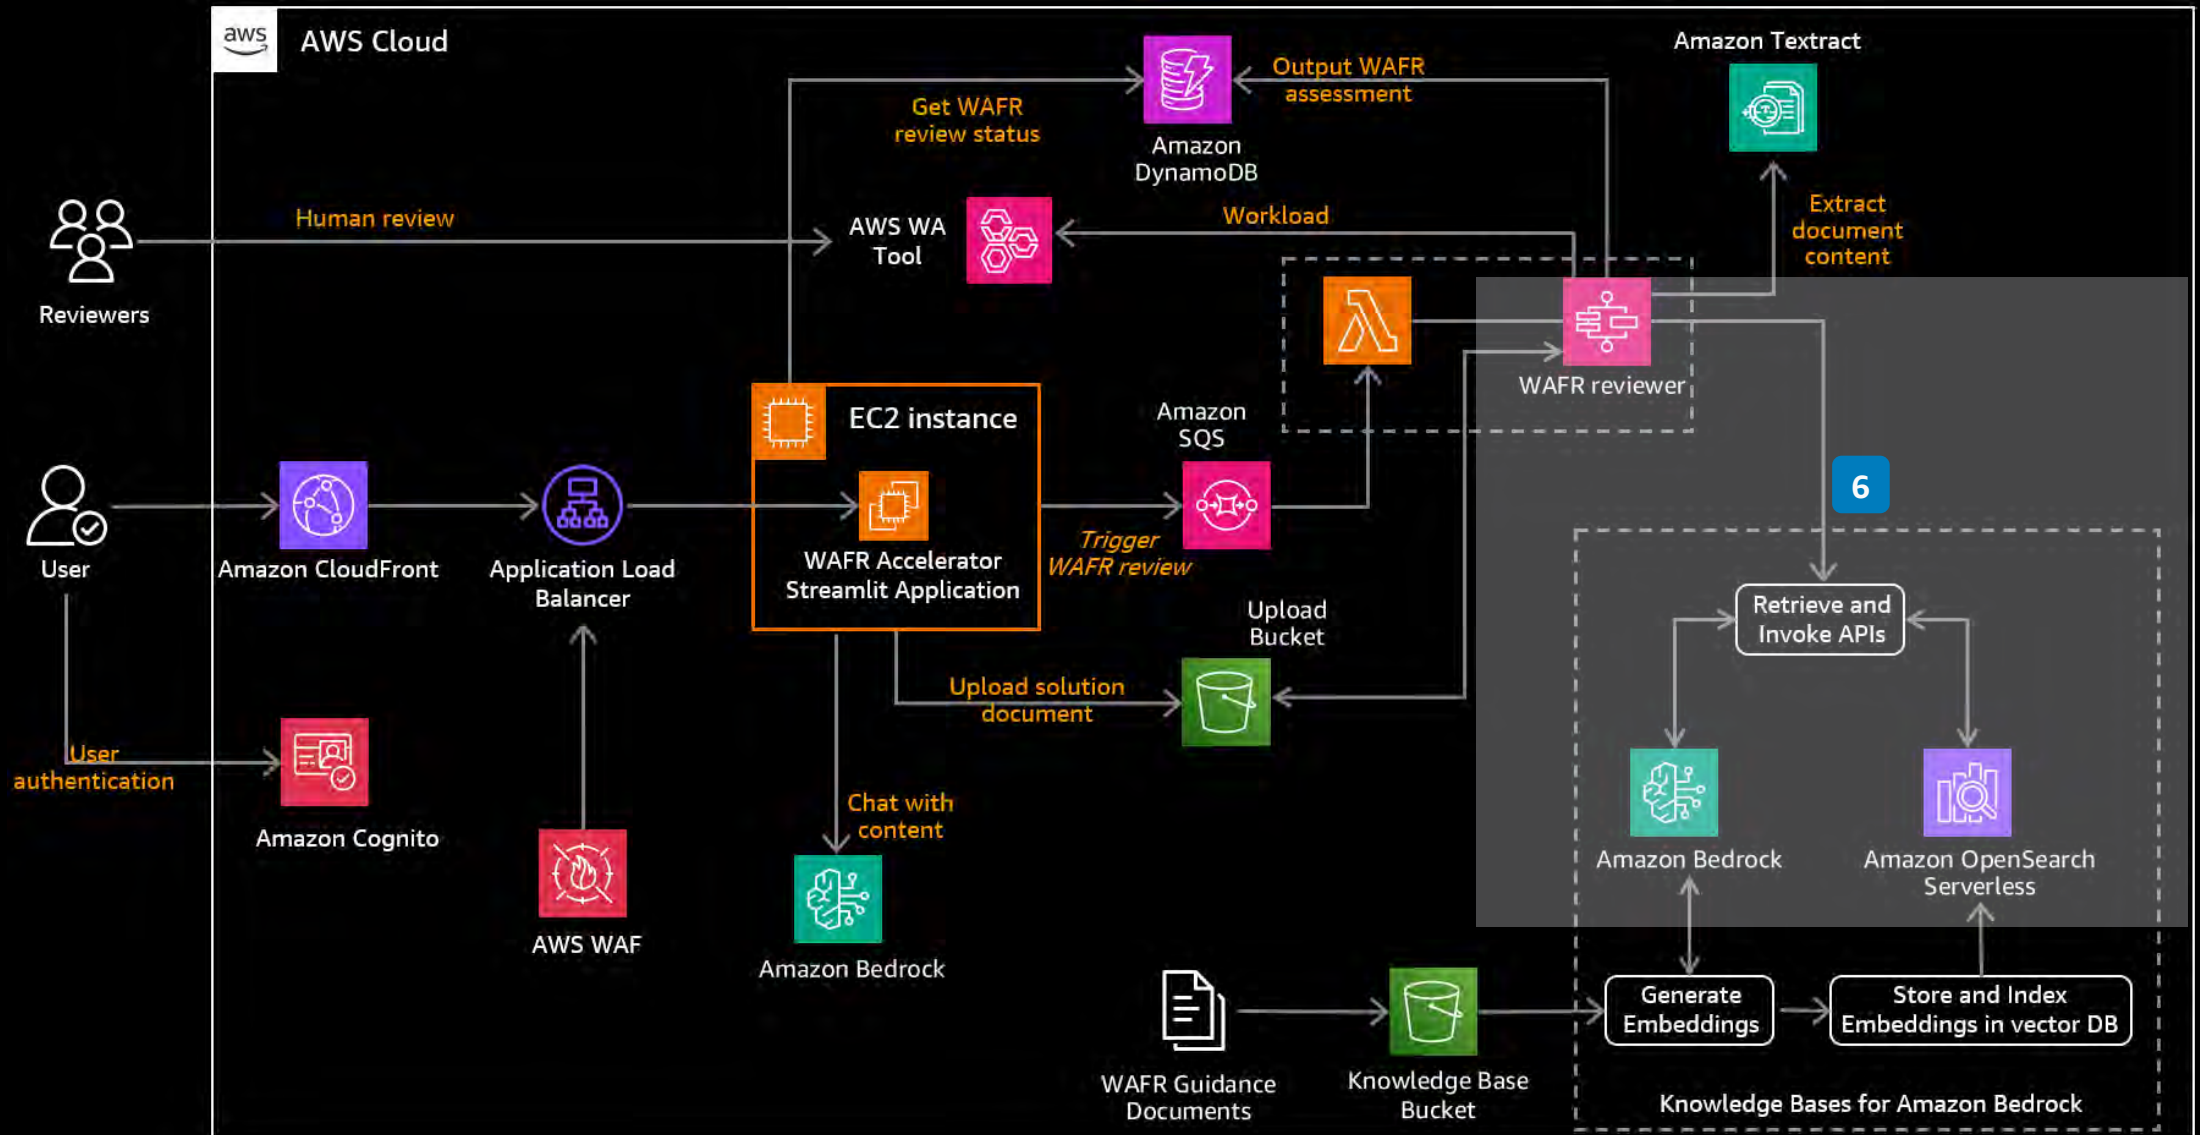 aws
AWS Cloud
Amazon Textract
Output WAFR
assessment
Get WAFR
review status
Amazon
DynamoDB
Extract
document
content
Human review
AWS WA
Tool
Workload
Reviewers
WAFR reviewer
EC2 instance
Amazon
SQS
6
Trigger
WAFR review
WAFR Accelerator
Streamlit Application
User
Amazon CloudFront
Application Load
Balancer
Upload
Bucket
Retrieve and
Invoke APIs
Upload solution
document
User
authentication
Chat with
content
Amazon Cognito
Amazon Bedrock
Amazon OpenSearch
Serverless
AWS WAF
Amazon Bedrock
Generate
Embeddings
Store and Index
Embeddings in vector DB
WAFR Guidance
Documents
Knowledge Base
Bucket
Knowledge Bases for Amazon Bedrock